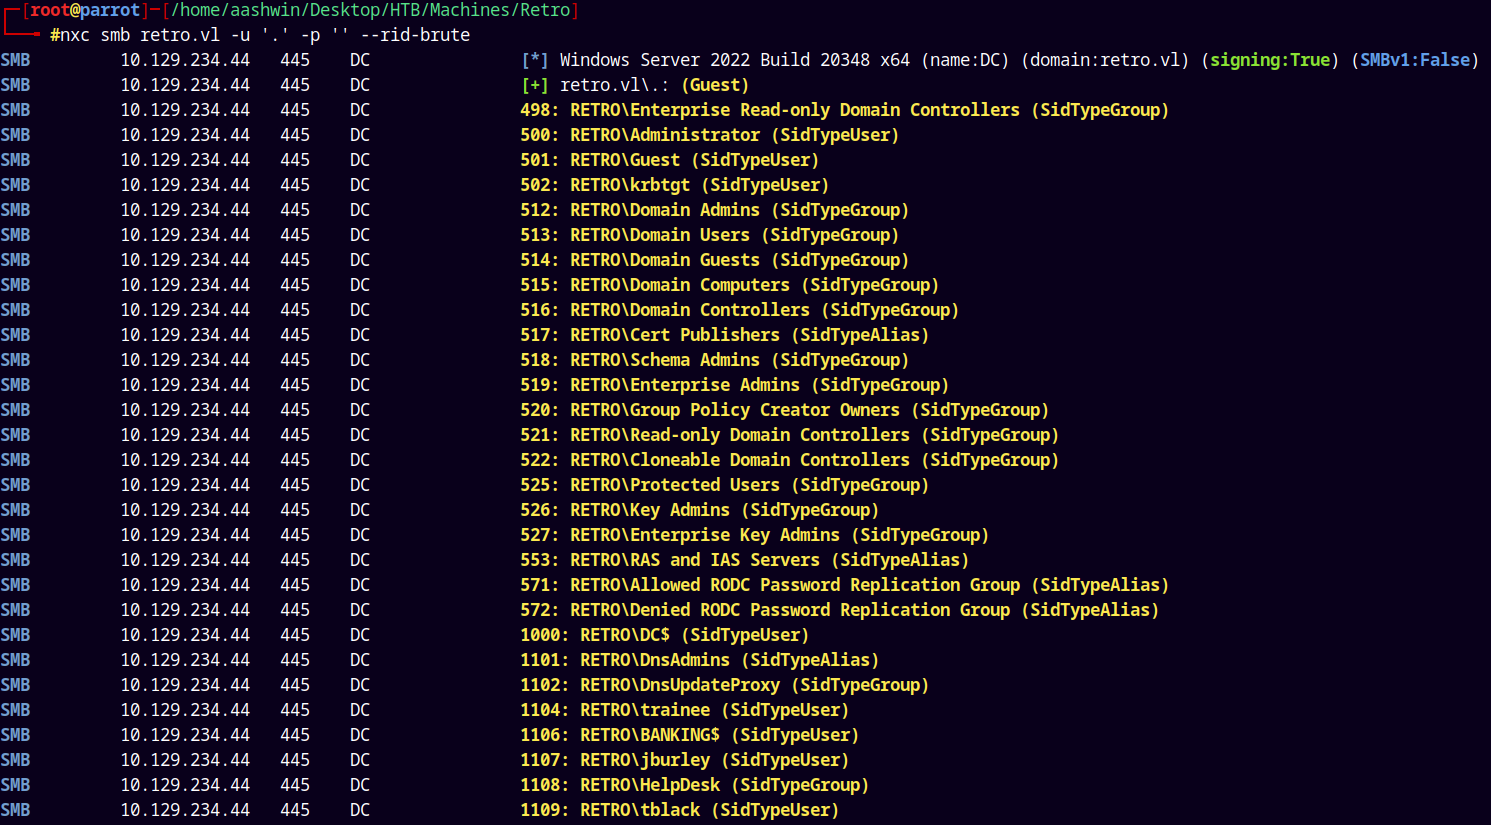 ┌─[root@parrot]─[/home/aashwin/Desktop/HTB/Machines/Retro]
└──╼ #nxc smb retro.vl -u '.' -p '' --rid-brute
SMB 10.129.234.44 445 DC [*] Windows Server 2022 Build 20348 x64 (name:DC) (domain:retro.vl) (signing:True) (SMBv1:False)
SMB 10.129.234.44 445 DC [+] retro.vl\.: (Guest)
SMB 10.129.234.44 445 DC 498: RETRO\Enterprise Read-only Domain Controllers (SidTypeGroup)
SMB 10.129.234.44 445 DC 500: RETRO\Administrator (SidTypeUser)
SMB 10.129.234.44 445 DC 501: RETRO\Guest (SidTypeUser)
SMB 10.129.234.44 445 DC 502: RETRO\krbtgt (SidTypeUser)
SMB 10.129.234.44 445 DC 512: RETRO\Domain Admins (SidTypeGroup)
SMB 10.129.234.44 445 DC 513: RETRO\Domain Users (SidTypeGroup)
SMB 10.129.234.44 445 DC 514: RETRO\Domain Guests (SidTypeGroup)
SMB 10.129.234.44 445 DC 515: RETRO\Domain Computers (SidTypeGroup)
SMB 10.129.234.44 445 DC 516: RETRO\Domain Controllers (SidTypeGroup)
SMB 10.129.234.44 445 DC 517: RETRO\Cert Publishers (SidTypeAlias)
SMB 10.129.234.44 445 DC 518: RETRO\Schema Admins (SidTypeGroup)
SMB 10.129.234.44 445 DC 519: RETRO\Enterprise Admins (SidTypeGroup)
SMB 10.129.234.44 445 DC 520: RETRO\Group Policy Creator Owners (SidTypeGroup)
SMB 10.129.234.44 445 DC 521: RETRO\Read-only Domain Controllers (SidTypeGroup)
SMB 10.129.234.44 445 DC 522: RETRO\Cloneable Domain Controllers (SidTypeGroup)
SMB 10.129.234.44 445 DC 525: RETRO\Protected Users (SidTypeGroup)
SMB 10.129.234.44 445 DC 526: RETRO\Key Admins (SidTypeGroup)
SMB 10.129.234.44 445 DC 527: RETRO\Enterprise Key Admins (SidTypeGroup)
SMB 10.129.234.44 445 DC 553: RETRO\RAS and IAS Servers (SidTypeAlias)
SMB 10.129.234.44 445 DC 571: RETRO\Allowed RODC Password Replication Group (SidTypeAlias)
SMB 10.129.234.44 445 DC 572: RETRO\Denied RODC Password Replication Group (SidTypeAlias)
SMB 10.129.234.44 445 DC 1000: RETRO\DC$ (SidTypeUser)
SMB 10.129.234.44 445 DC 1101: RETRO\DnsAdmins (SidTypeAlias)
SMB 10.129.234.44 445 DC 1102: RETRO\DnsUpdateProxy (SidTypeGroup)
SMB 10.129.234.44 445 DC 1104: RETRO\trainee (SidTypeUser)
SMB 10.129.234.44 445 DC 1106: RETRO\BANKING$ (SidTypeUser)
SMB 10.129.234.44 445 DC 1107: RETRO\jburley (SidTypeUser)
SMB 10.129.234.44 445 DC 1108: RETRO\HelpDesk (SidTypeGroup)
SMB 10.129.234.44 445 DC 1109: RETRO\tblack (SidTypeUser)